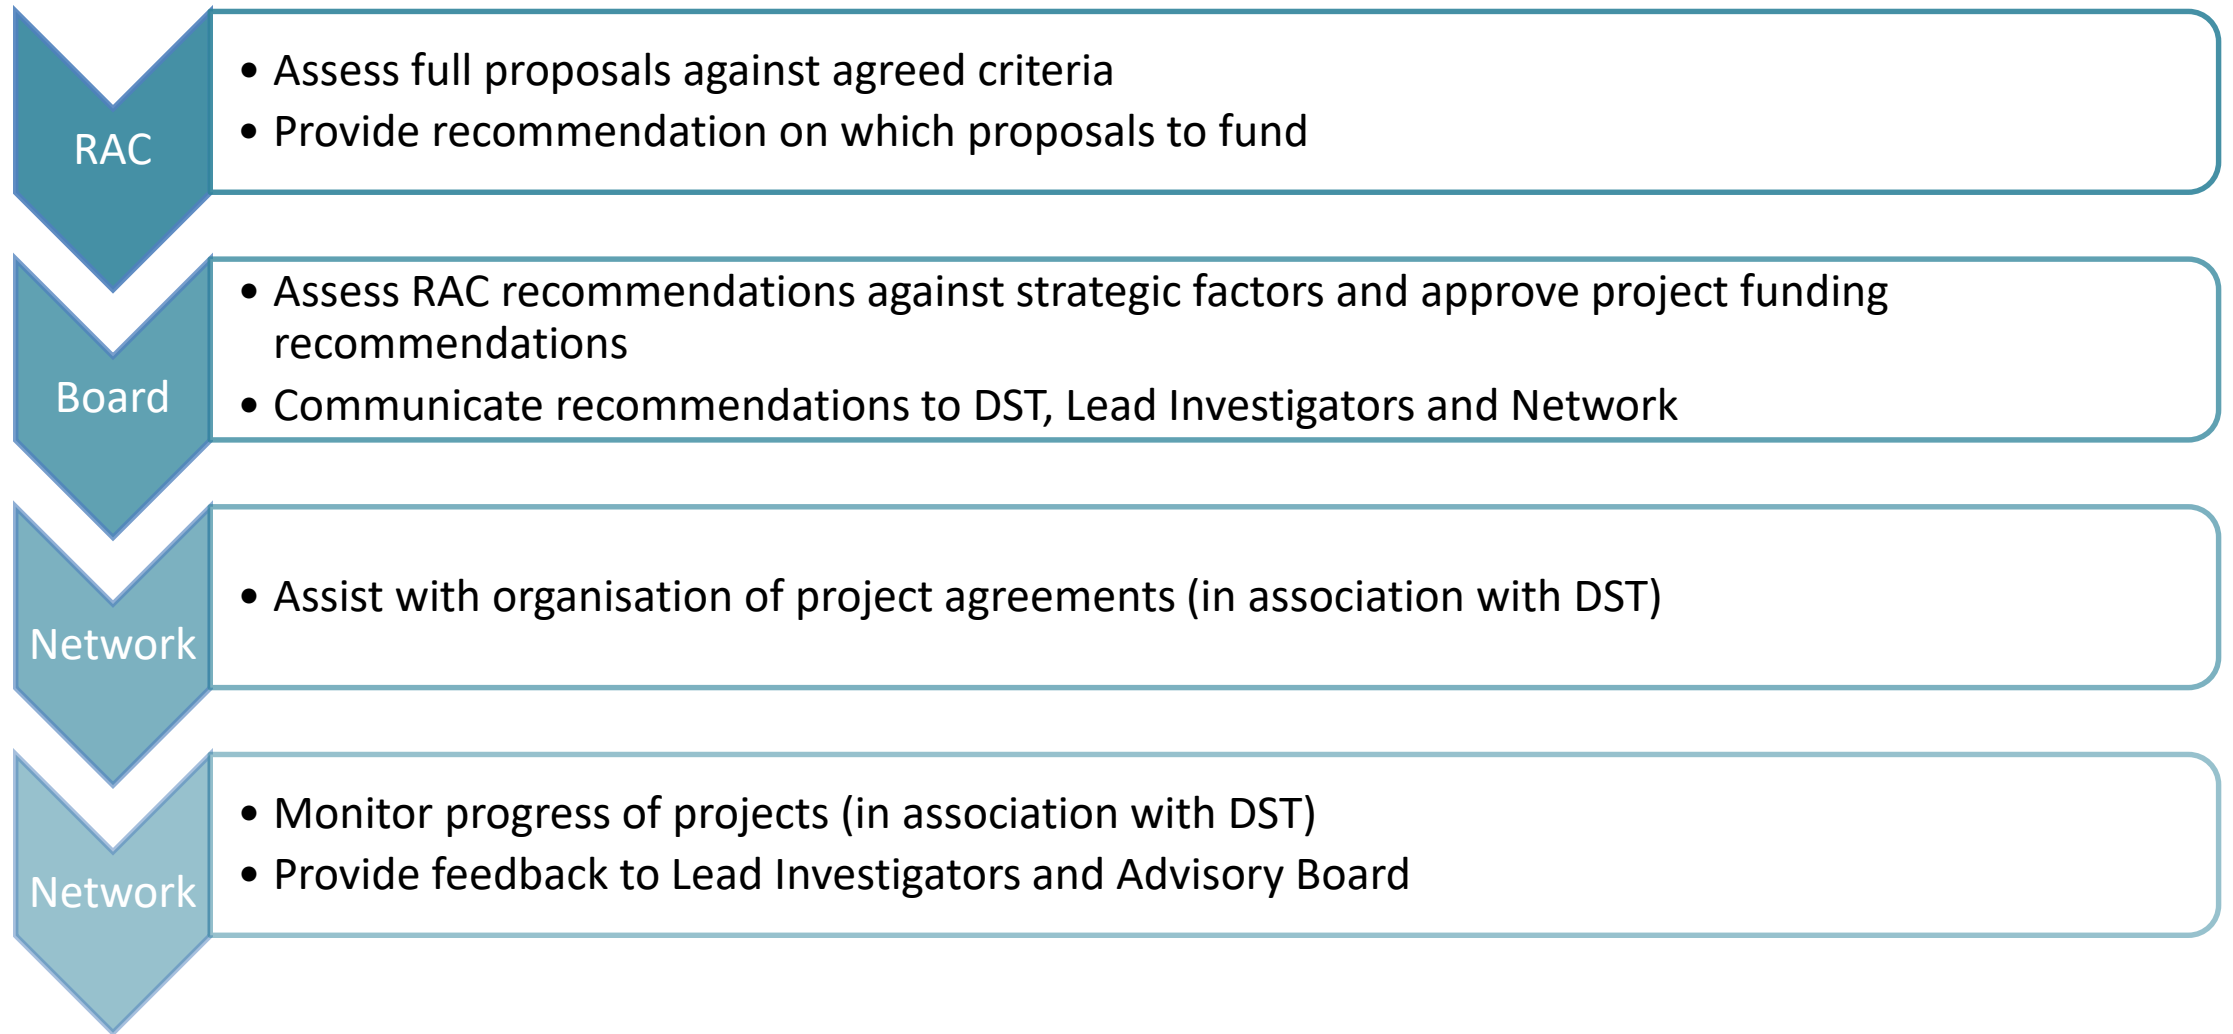 RAC
• Assess full proposals against agreed criteria
• Provide recommendation on which proposals to fund
Board
• Assess RAC recommendations against strategic factors and approve project funding
recommendations
• Communicate recommendations to DST, Lead Investigators and Network
Network
• Assist with organisation of project agreements (in association with DST)
Network
• Monitor progress of projects (in association with DST)
• Provide feedback to Lead Investigators and Advisory Board